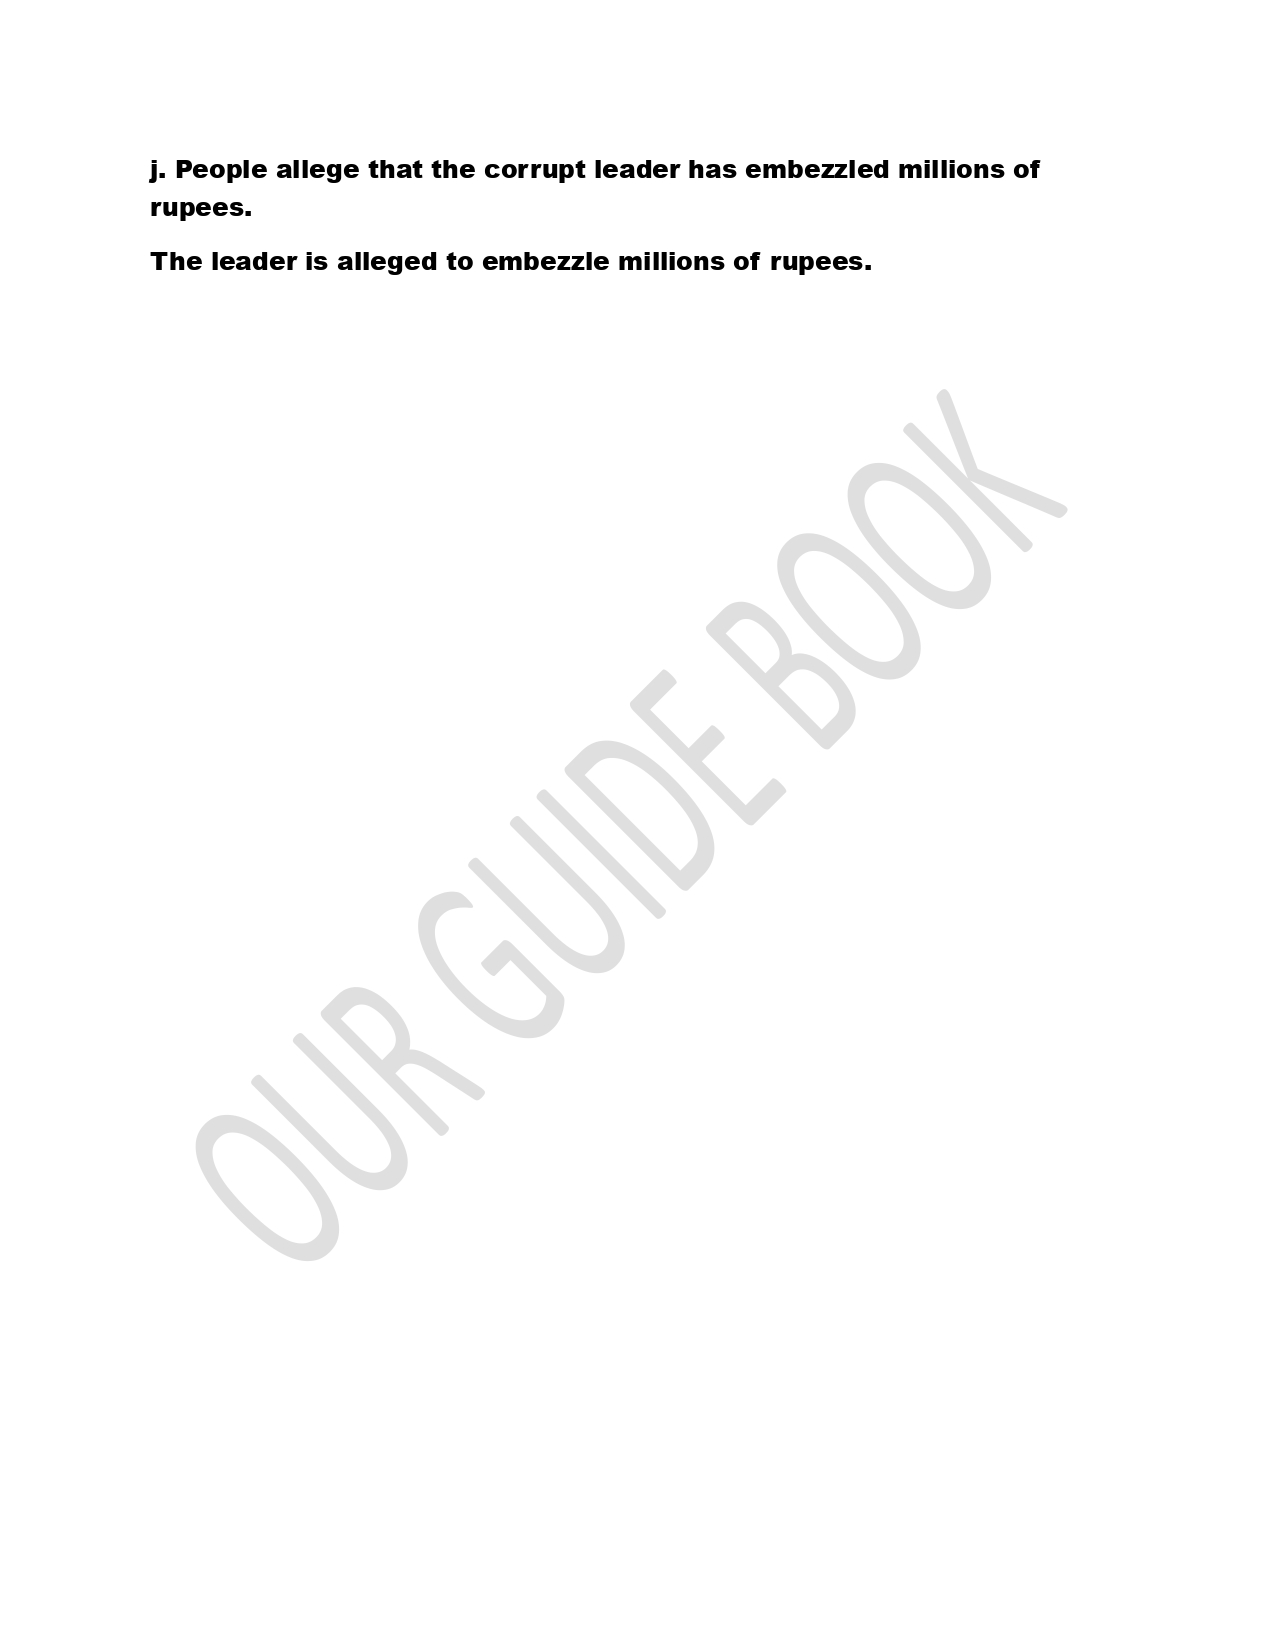 j. People allege that the corrupt leader has embezzled millions of
rupees.
The leader is alleged to embezzle millions of rupees.
OUR GUIDE BOOK